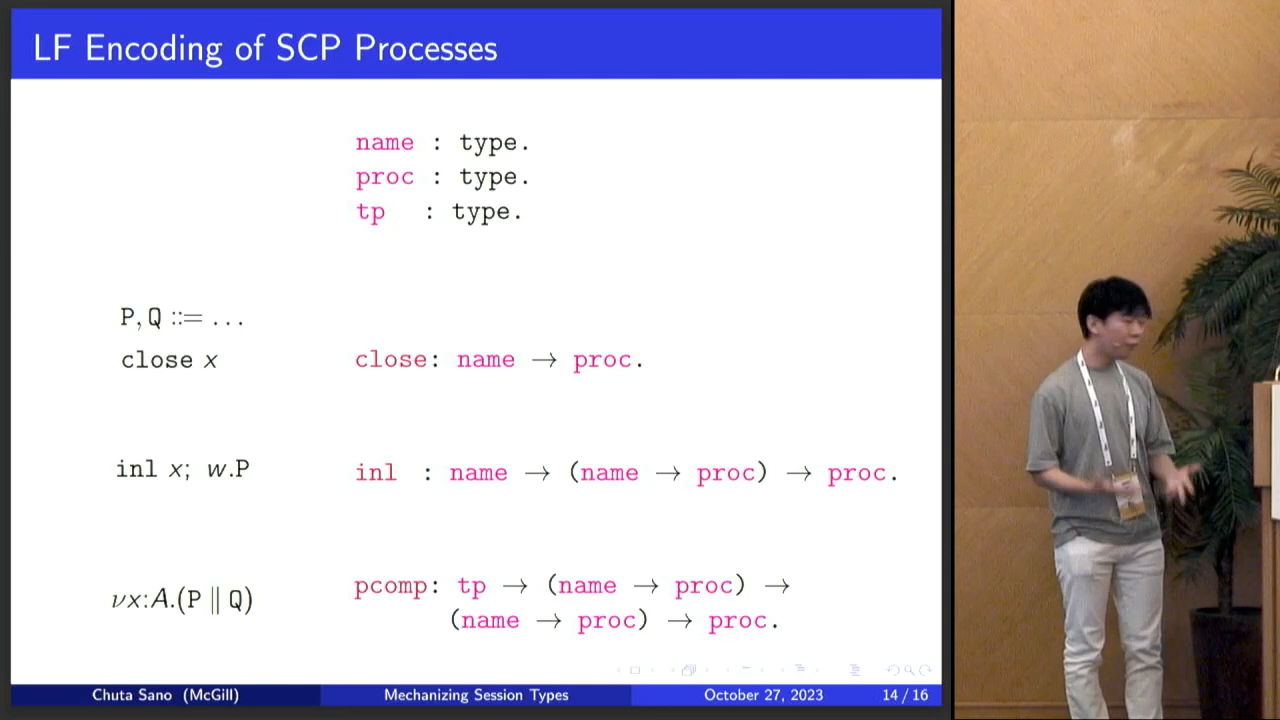 LF Encoding of SCP Processes
name : type.
proc : type.
tp : type.
P, Q ::= ...
close x close: name → proc.
inl x; w.P inl : name → (name → proc) → proc.
νx:A.(P ∥ Q) pcomp: tp → (name → proc) →
(name → proc) → proc.
Chuta Sano (McGill) Mechanizing Session Types October 27, 2023 14 / 16